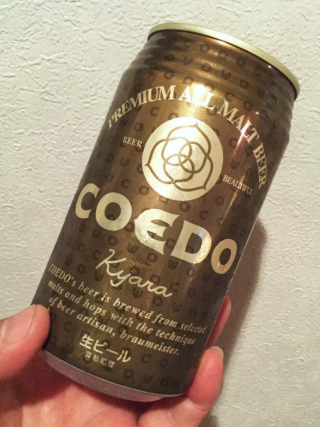 PREMIUM ALL MALT BEER
BEER BEAUTIFUL
COEDO
Kyara
COEDO's beer is brewed from selected
malts and hops with the technique
of beer artisan, braumeister.
生ビール